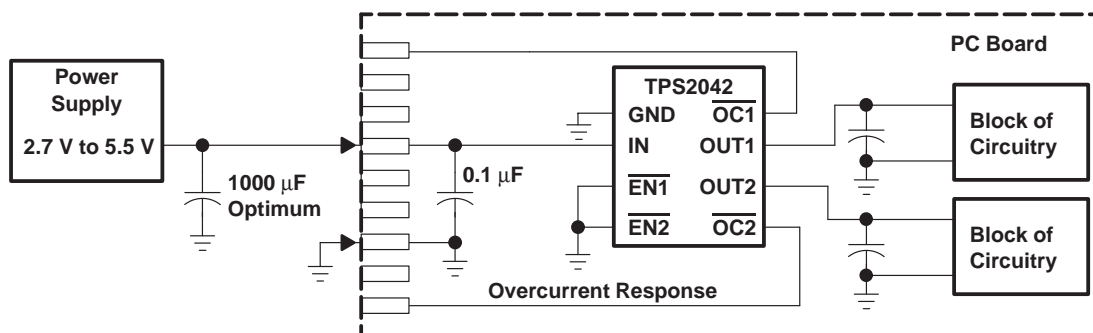 PC Board
Power
Supply
2.7 V to 5.5 V
1000 μF
Optimum
0.1 μF
TPS2042
GND
IN
EN1
EN2
OC1
OUT1
OUT2
OC2
Overcurrent Response
Block of
Circuitry
Block of
Circuitry